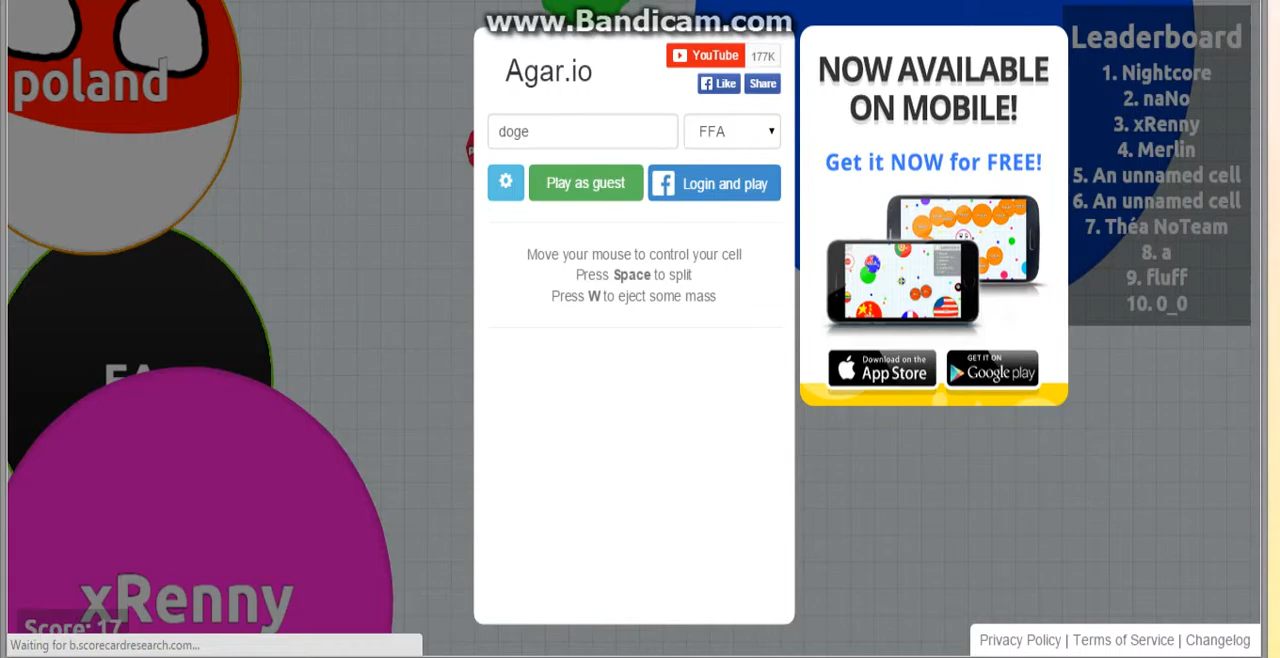 www.Bandicam.com
poland
xRenny
Score: 17
Waiting for b.scorecardresearch.com...
Agar.io
YouTube 177K
Like Share
doge FFA
Play as guest Login and play
Move your mouse to control your cell
Press Space to split
Press W to eject some mass
NOW AVAILABLE
ON MOBILE!
Get it NOW for FREE!
Download on the
App Store
GET IT ON
Google play
Leaderboard
1. Nightcore
2. naNo
3. xRenny
4. Merlin
5. An unnamed cell
6. An unnamed cell
7. Théa NoTeam
8. a
9. fluff
10. 0_0
Privacy Policy | Terms of Service | Changelog